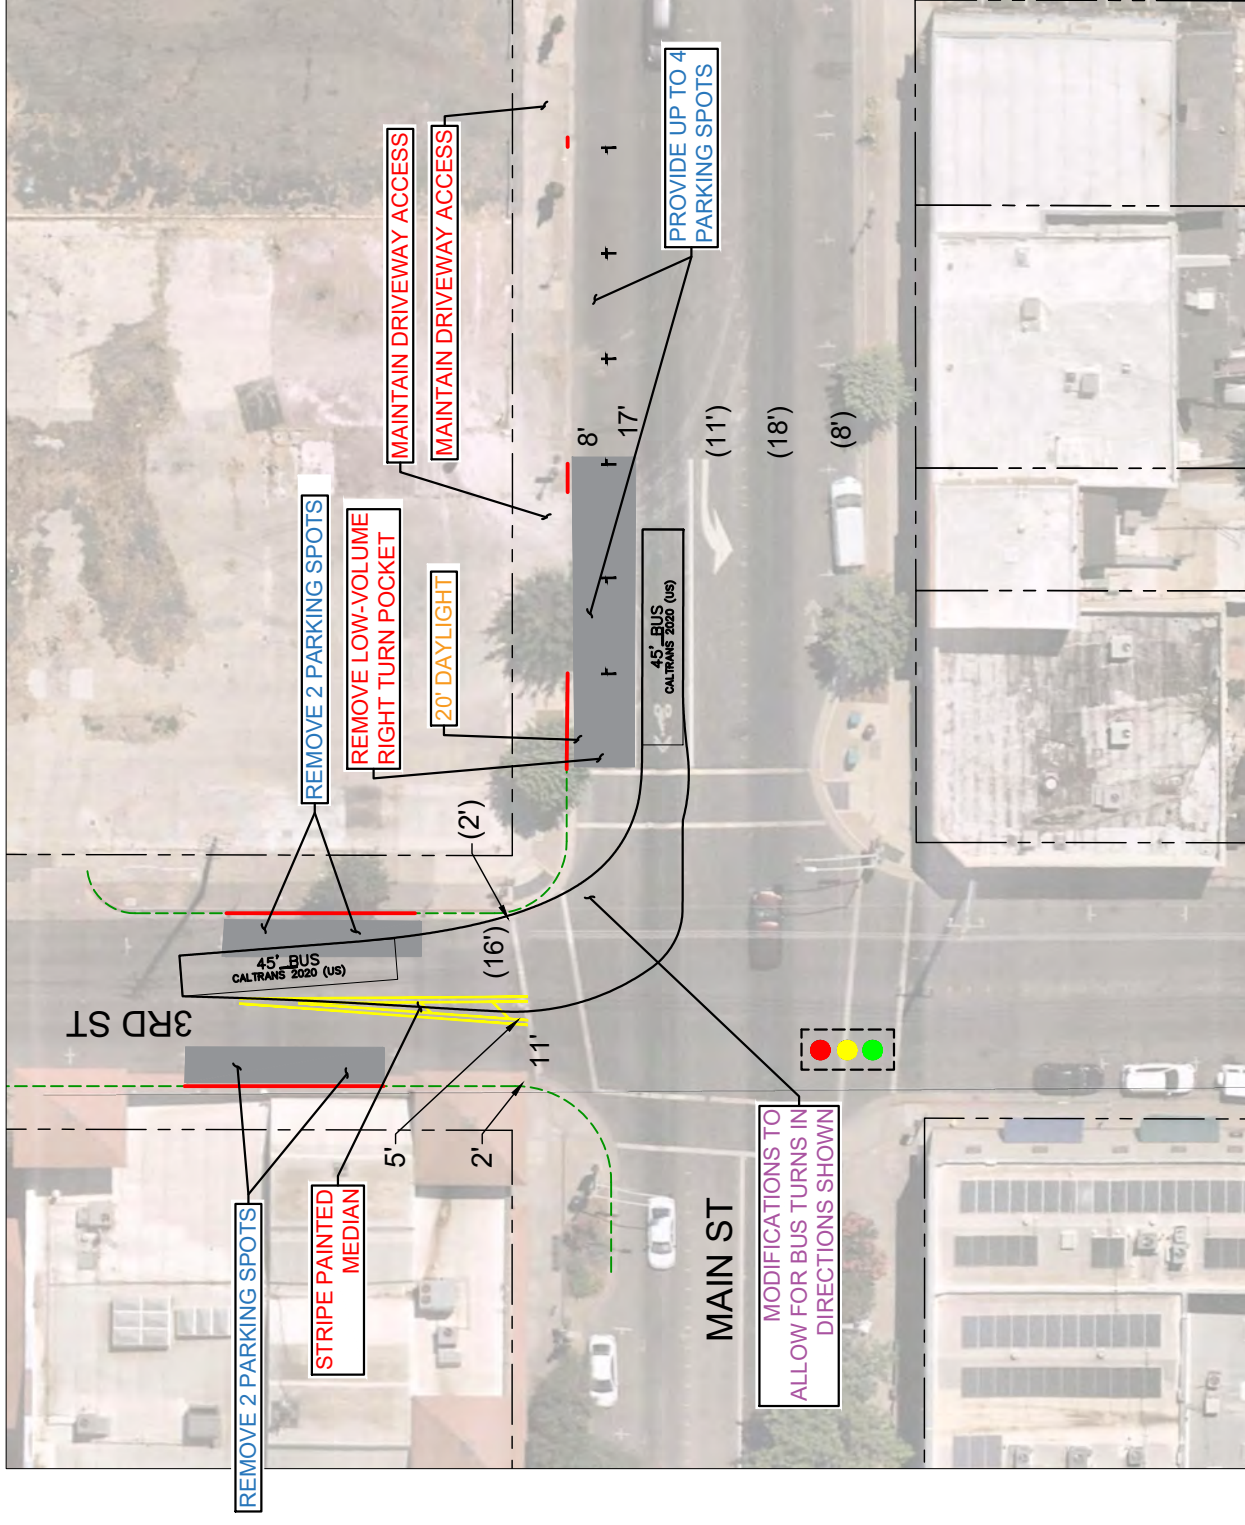 REMOVE 2 PARKING SPOTS
STRIPE PAINTED
MEDIAN
5'
2'
11'
3RD ST
45' BUS
CALTRANS 2020 (US)
(16')
(2')
REMOVE 2 PARKING SPOTS
REMOVE LOW-VOLUME
RIGHT TURN POCKET
20' DAYLIGHT
MAINTAIN DRIVEWAY ACCESS
MAINTAIN DRIVEWAY ACCESS
PROVIDE UP TO 4
PARKING SPOTS
8'
17'
(11')
(18')
(8')
45' BUS
CALTRANS 2020 (US)
MAIN ST
MODIFICATIONS TO
ALLOW FOR BUS TURNS IN
DIRECTIONS SHOWN